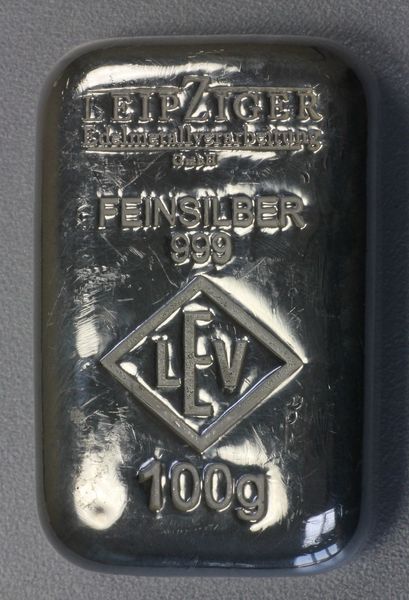 LEIPZIGER
Edelmetallverarbeitung
GmbH
FEINSILBER
999
LEV
100g